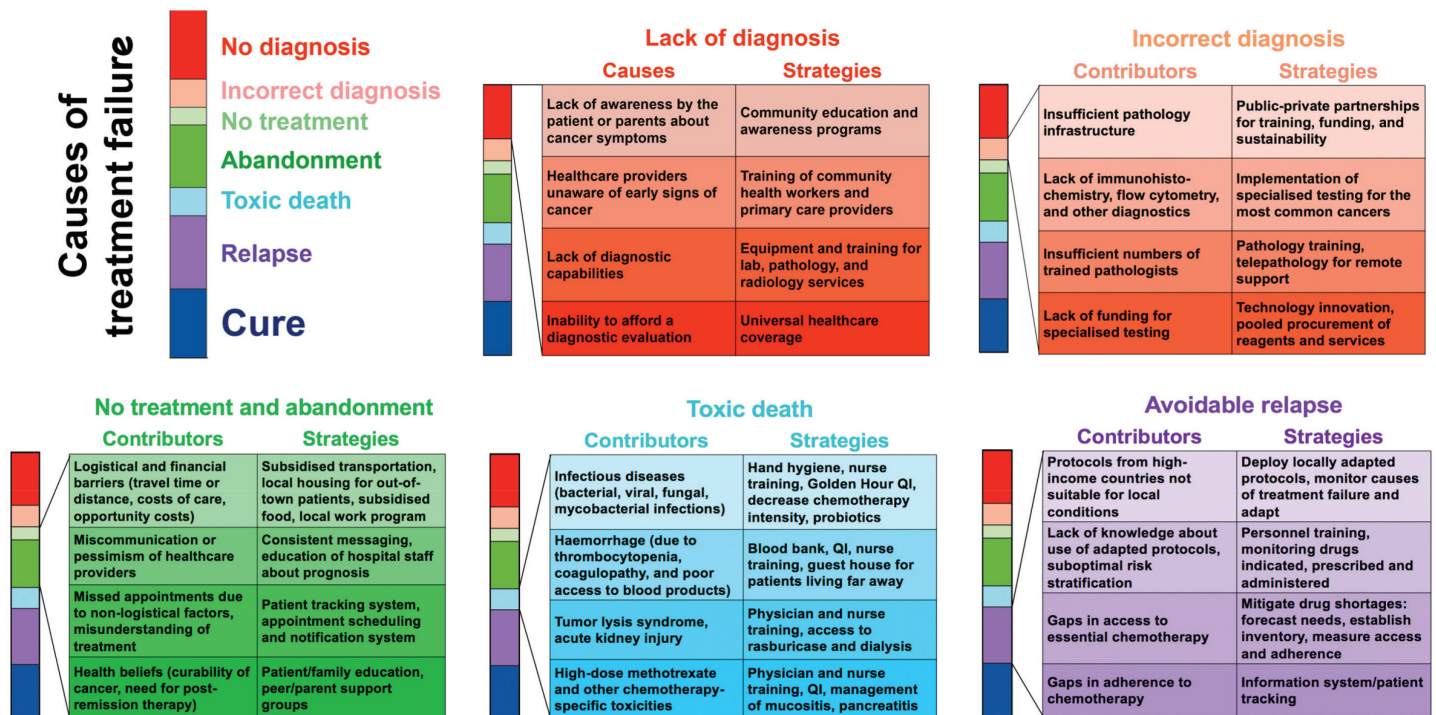 Causes of
treatment failure
No diagnosis
Incorrect diagnosis
No treatment
Abandonment
Toxic death
Relapse
Cure
Lack of diagnosis
Causes
Strategies
Lack of awareness by the
patient or parents about
cancer symptoms
Community education and
awareness programs
Healthcare providers
unaware of early signs of
cancer
Training of community
health workers and
primary care providers
Lack of diagnostic
capabilities
Equipment and training for
lab, pathology, and
radiology services
Inability to afford a
diagnostic evaluation
Universal healthcare
coverage
Incorrect diagnosis
Contributors
Strategies
Insufficient pathology
infrastructure
Public-private partnerships
for training, funding, and
sustainability
Lack of immunohisto-
chemistry, flow cytometry,
and other diagnostics
Implementation of
specialised testing for the
most common cancers
Insufficient numbers of
trained pathologists
Pathology training,
telepathology for remote
support
Lack of funding for
specialised testing
Technology innovation,
pooled procurement of
reagents and services
No treatment and abandonment
Contributors
Strategies
Logistical and financial
barriers (travel time or
distance, costs of care,
opportunity costs)
Subsidised transportation,
local housing for out-of-
town patients, subsidised
food, local work program
Miscommunication or
pessimism of healthcare
providers
Consistent messaging,
education of hospital staff
about prognosis
Missed appointments due
to non-logistical factors,
misunderstanding of
treatment
Patient tracking system,
appointment scheduling
and notification system
Health beliefs (curability of
cancer, need for post-
remission therapy)
Patient/family education,
peer/parent support
groups
Toxic death
Contributors
Strategies
Infectious diseases
(bacterial, viral, fungal,
mycobacterial infections)
Hand hygiene, nurse
training, Golden Hour QI,
decrease chemotherapy
intensity, probiotics
Haemorrhage (due to
thrombocytopenia,
coagulopathy, and poor
access to blood products)
Blood bank, QI, nurse
training, guest house for
patients living far away
Tumor lysis syndrome,
acute kidney injury
Physician and nurse
training, access to
rasburicase and dialysis
High-dose methotrexate
and other chemotherapy-
specific toxicities
Physician and nurse
training, QI, management
of mucositis, pancreatitis
Avoidable relapse
Contributors
Strategies
Protocols from high-
income countries not
suitable for local
conditions
Deploy locally adapted
protocols, monitor causes
of treatment failure and
adapt
Lack of knowledge about
use of adapted protocols,
suboptimal risk
stratification
Personnel training,
monitoring drugs
indicated, prescribed and
administered
Gaps in access to
essential chemotherapy
Mitigate drug shortages:
forecast needs, establish
inventory, measure access
and adherence
Gaps in adherence to
chemotherapy
Information system/patient
tracking